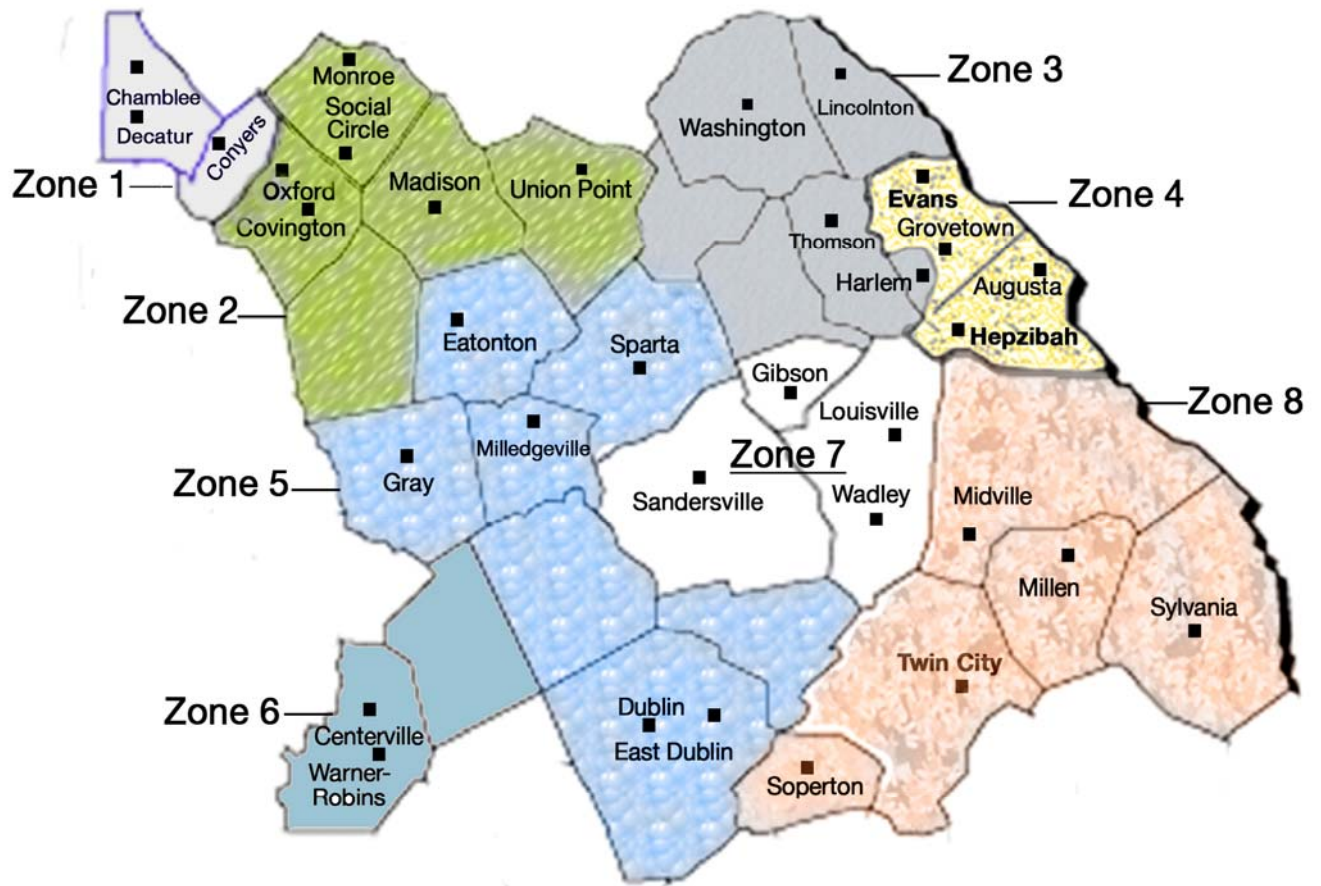 Zone 3
Monroe
Chamblee
Social
Circle
Lincolnton
Washington
Decatur
Conyers
Zone 1
Oxford
Madison
Union Point
Evans
Zone 4
Covington
Grovetown
Thomson
Harlem
Augusta
Zone 2
Eatonton
Sparta
Hepzibah
Gibson
Zone 8
Louisville
Milledgeville
Zone 7
Zone 5
Gray
Sandersville
Wadley
Midville
Millen
Sylvania
Twin City
Zone 6
Dublin
Centerville
East Dublin
Warner-
Robins
Soperton